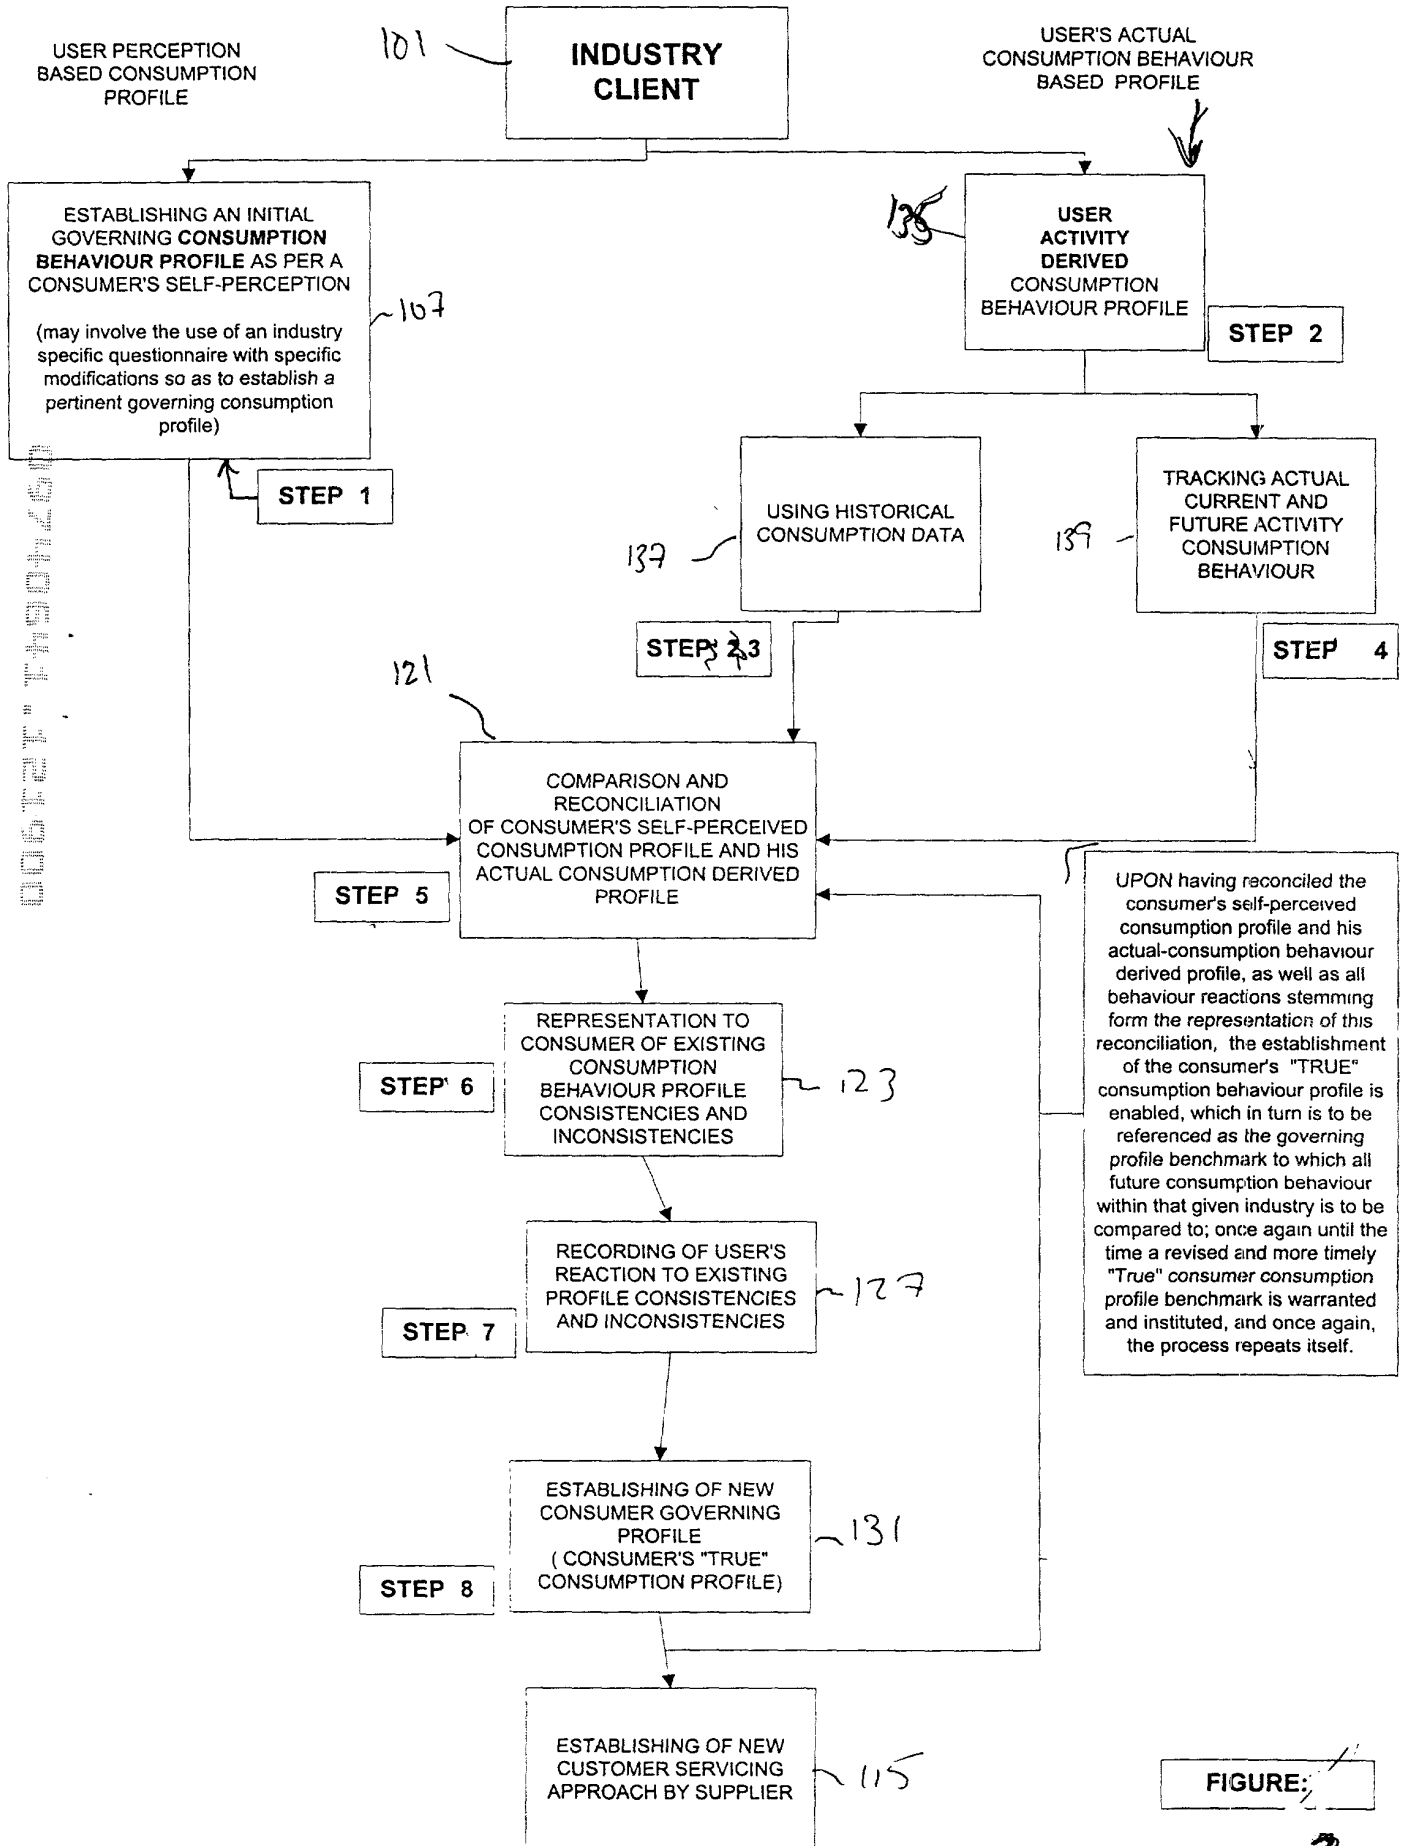 USER PERCEPTION
BASED CONSUMPTION
PROFILE
101
INDUSTRY
CLIENT
USER'S ACTUAL
CONSUMPTION BEHAVIOUR
BASED PROFILE
ESTABLISHING AN INITIAL
GOVERNING CONSUMPTION
BEHAVIOUR PROFILE AS PER A
CONSUMER'S SELF-PERCEPTION
(may involve the use of an industry
specific questionnaire with specific
modifications so as to establish a
pertinent governing consumption
profile)
107
STEP 1
135
USER
ACTIVITY
DERIVED
CONSUMPTION
BEHAVIOUR PROFILE
STEP 2
USING HISTORICAL
CONSUMPTION DATA
137
STEP 3
TRACKING ACTUAL
CURRENT AND
FUTURE ACTIVITY
CONSUMPTION
BEHAVIOUR
139
STEP 4
121
COMPARISON AND
RECONCILIATION
OF CONSUMER'S SELF-PERCEIVED
CONSUMPTION PROFILE AND HIS
ACTUAL CONSUMPTION DERIVED
PROFILE
STEP 5
UPON having reconciled the
consumer's self-perceived
consumption profile and his
actual-consumption behaviour
derived profile, as well as all
behaviour reactions stemming
form the representation of this
reconciliation, the establishment
of the consumer's "TRUE"
consumption behaviour profile is
enabled, which in turn is to be
referenced as the governing
profile benchmark to which all
future consumption behaviour
within that given industry is to be
compared to; once again until the
time a revised and more timely
"True" consumer consumption
profile benchmark is warranted
and instituted, and once again,
the process repeats itself.
REPRESENTATION TO
CONSUMER OF EXISTING
CONSUMPTION
BEHAVIOUR PROFILE
CONSISTENCIES AND
INCONSISTENCIES
123
STEP 6
RECORDING OF USER'S
REACTION TO EXISTING
PROFILE CONSISTENCIES
AND INCONSISTENCIES
127
STEP 7
ESTABLISHING OF NEW
CONSUMER GOVERNING
PROFILE
( CONSUMER'S "TRUE"
CONSUMPTION PROFILE)
131
STEP 8
ESTABLISHING OF NEW
CUSTOMER SERVICING
APPROACH BY SUPPLIER
115
FIGURE: